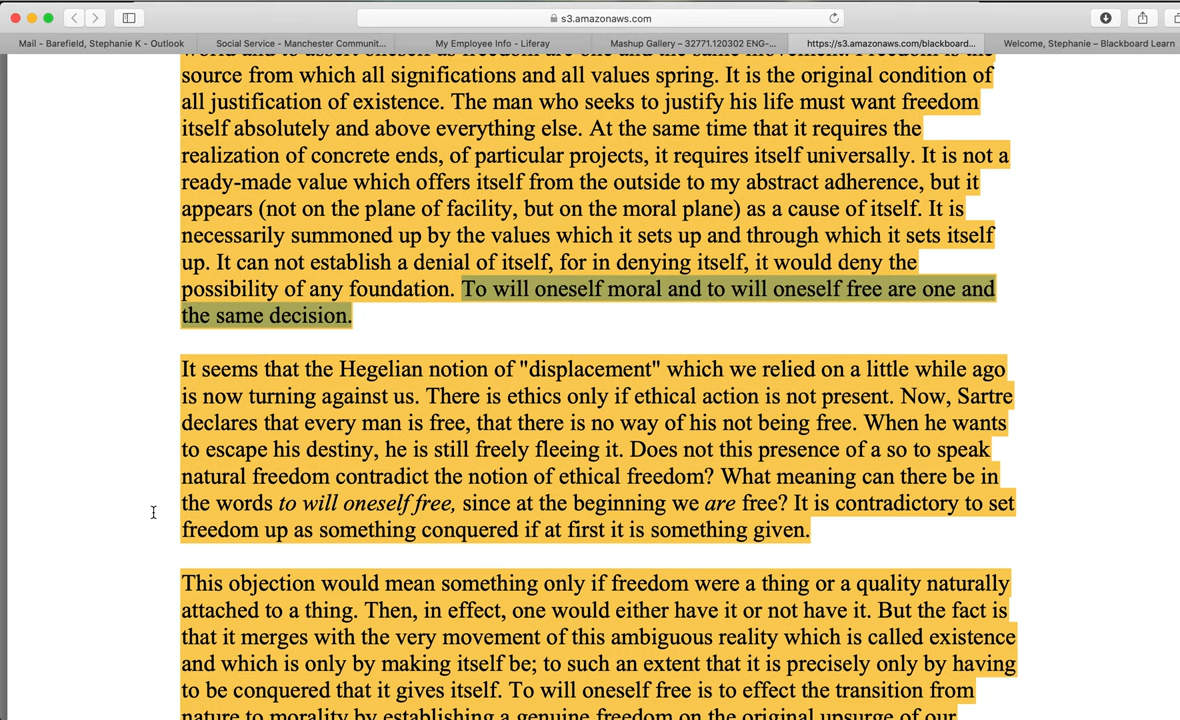 s3.amazonaws.com
Mail - Barefield, Stephanie K - Outlook
Social Service - Manchester Communit...
My Employee Info - Liferay
Mashup Gallery – 32771.120302 ENG-...
https://s3.amazonaws.com/blackboard...
Welcome, Stephanie – Blackboard Learn
source from which all significations and all values spring. It is the original condition of
all justification of existence. The man who seeks to justify his life must want freedom
itself absolutely and above everything else. At the same time that it requires the
realization of concrete ends, of particular projects, it requires itself universally. It is not a
ready-made value which offers itself from the outside to my abstract adherence, but it
appears (not on the plane of facility, but on the moral plane) as a cause of itself. It is
necessarily summoned up by the values which it sets up and through which it sets itself
up. It can not establish a denial of itself, for in denying itself, it would deny the
possibility of any foundation. To will oneself moral and to will oneself free are one and
the same decision.
It seems that the Hegelian notion of "displacement" which we relied on a little while ago
is now turning against us. There is ethics only if ethical action is not present. Now, Sartre
declares that every man is free, that there is no way of his not being free. When he wants
to escape his destiny, he is still freely fleeing it. Does not this presence of a so to speak
natural freedom contradict the notion of ethical freedom? What meaning can there be in
the words to will oneself free, since at the beginning we are free? It is contradictory to set
freedom up as something conquered if at first it is something given.
This objection would mean something only if freedom were a thing or a quality naturally
attached to a thing. Then, in effect, one would either have it or not have it. But the fact is
that it merges with the very movement of this ambiguous reality which is called existence
and which is only by making itself be; to such an extent that it is precisely only by having
to be conquered that it gives itself. To will oneself free is to effect the transition from
nature to morality by establishing a genuine freedom on the original upsurge of our